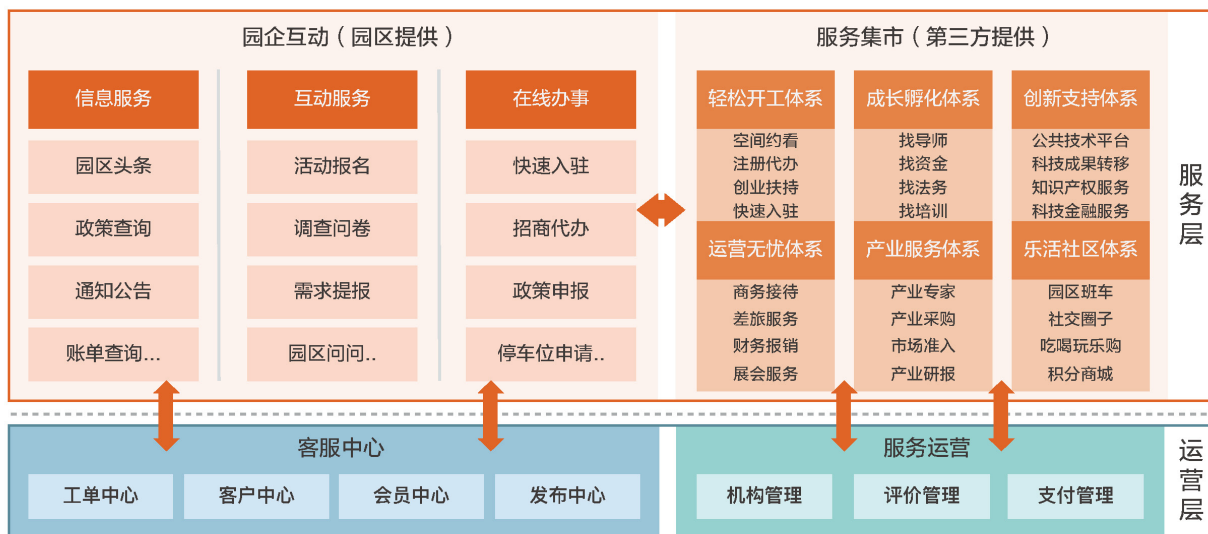 园企互动（园区提供）
信息服务
园区头条
政策查询
通知公告
账单查询...
互动服务
活动报名
调查问卷
需求提报
园区问问..
在线办事
快速入驻
招商代办
政策申报
停车位申请..
服务集市（第三方提供）
轻松开工体系
空间约看
注册代办
创业扶持
快速入驻
成长孵化体系
找导师
找资金
找法务
找培训
创新支持体系
公共技术平台
科技成果转移
知识产权服务
科技金融服务
运营无忧体系
商务接待
差旅服务
财务报销
展会服务
产业服务体系
产业专家
产业采购
市场准入
产业研报
乐活社区体系
园区班车
社交圈子
吃喝玩乐购
积分商城
服务层
客服中心
工单中心
客户中心
会员中心
发布中心
服务运营
机构管理
评价管理
支付管理
运营层